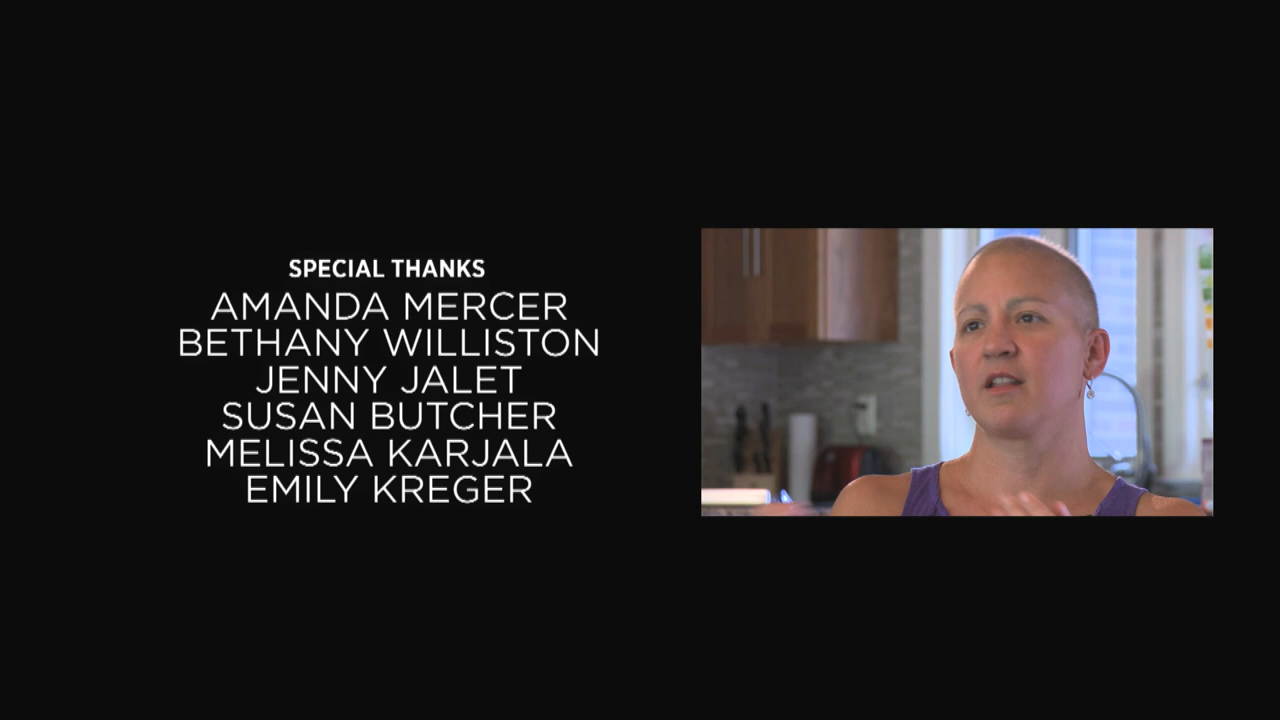 SPECIAL THANKS
AMANDA MERCER
BETHANY WILLISTON
JENNY JALET
SUSAN BUTCHER
MELISSA KARJALA
EMILY KREGER